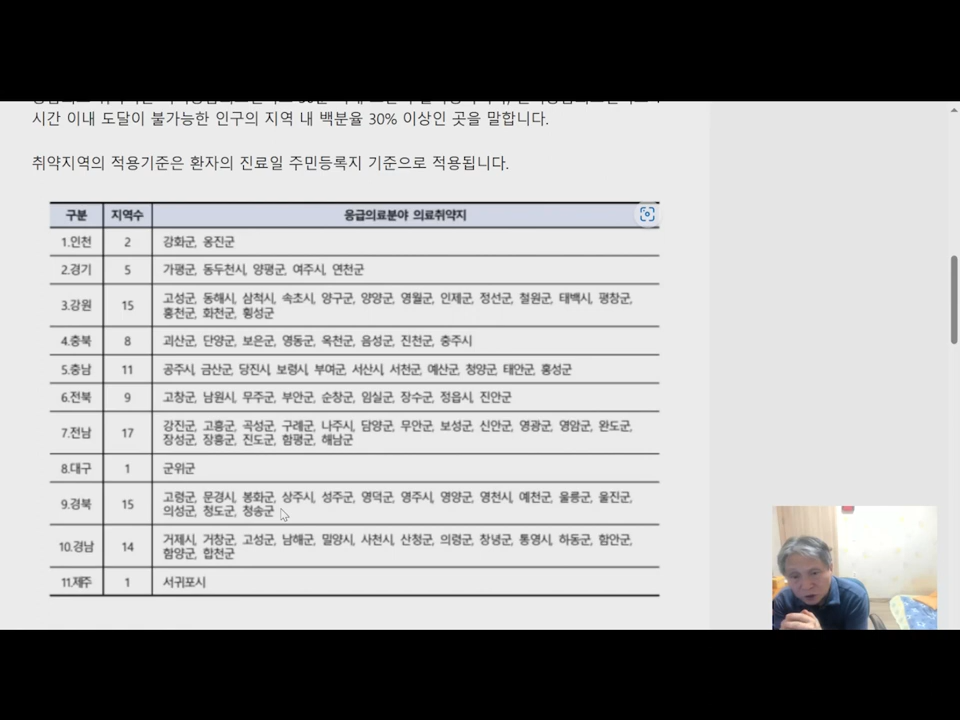 시간 이내 도달이 불가능한 인구의 지역 내 백분율 30% 이상인 곳을 말합니다.
취약지역의 적용기준은 환자의 진료일 주민등록지 기준으로 적용됩니다.
구분 지역수 응급의료분야 의료취약지
1.인천 2 강화군, 옹진군
2.경기 5 가평군, 동두천시, 양평군, 여주시, 연천군
3.강원 15 고성군, 동해시, 삼척시, 속초시, 양구군, 양양군, 영월군, 인제군, 정선군, 철원군, 태백시, 평창군,
홍천군, 화천군, 횡성군
4.충북 8 괴산군, 단양군, 보은군, 영동군, 옥천군, 음성군, 진천군, 충주시
5.충남 11 공주시, 금산군, 당진시, 보령시, 부여군, 서산시, 서천군, 예산군, 청양군, 태안군, 홍성군
6.전북 9 고창군, 남원시, 무주군, 부안군, 순창군, 임실군, 장수군, 정읍시, 진안군
7.전남 17 강진군, 고흥군, 곡성군, 구례군, 나주시, 담양군, 무안군, 보성군, 신안군, 영광군, 영암군, 완도군,
장성군, 장흥군, 진도군, 함평군, 해남군
8.대구 1 군위군
9.경북 15 고령군, 문경시, 봉화군, 상주시, 성주군, 영덕군, 영주시, 영양군, 영천시, 예천군, 울릉군, 울진군,
의성군, 청도군, 청송군
10.경남 14 거제시, 거창군, 고성군, 남해군, 밀양시, 사천시, 산청군, 의령군, 창녕군, 통영시, 하동군, 함안군,
함양군, 합천군
11.제주 1 서귀포시